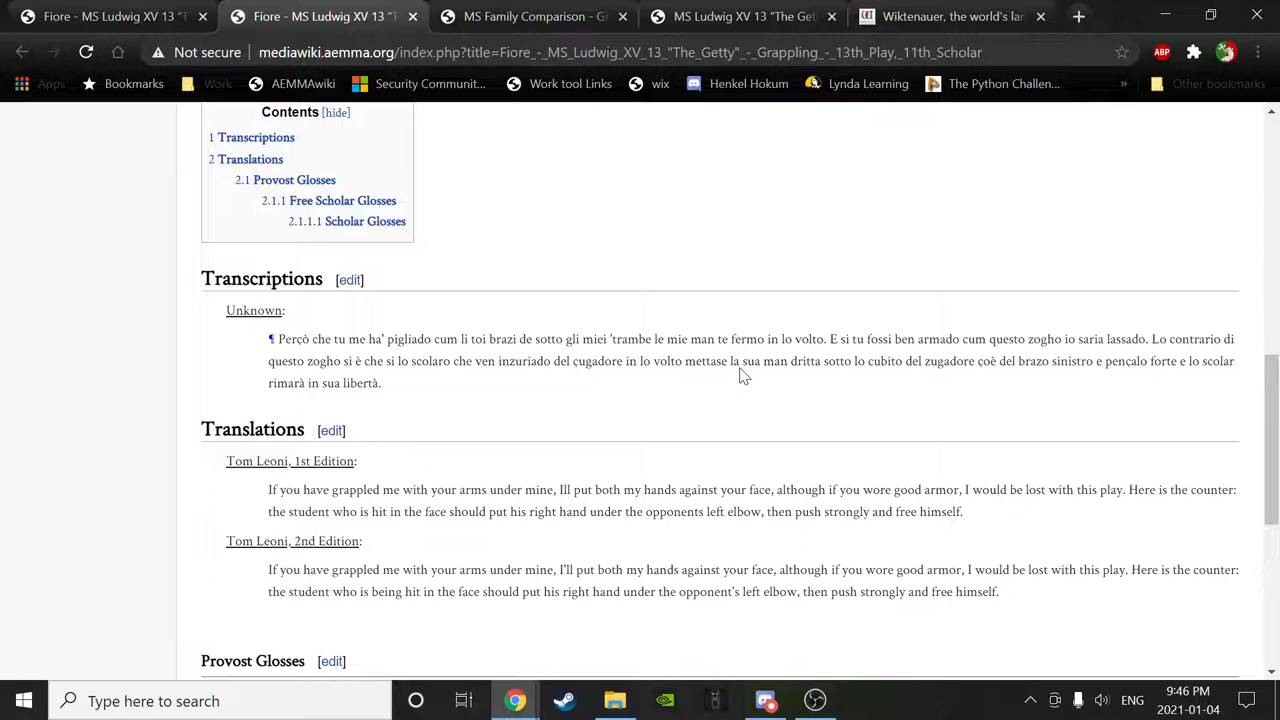 Fiore - MS Ludwig XV 13 "T
Fiore - MS Ludwig XV 13 "T
MS Family Comparison - G
MS Ludwig XV 13 "The Get
Wiktenauer, the world's lar
Not secure
mediawiki.aemma.org/index.php?title=Fiore_-_MS_Ludwig_XV_13_"The_Getty"_-_Grappling_-_13th_Play,_11th_Scholar
ABP
Apps
Bookmarks
Work
AEMMAwiki
Security Communit...
Work tool Links
wix
Henkel Hokum
Lynda Learning
The Python Challen...
»
Other bookmarks
Contents [hide]
1 Transcriptions
2 Translations
2.1 Provost Glosses
2.1.1 Free Scholar Glosses
2.1.1.1 Scholar Glosses
Transcriptions [edit]
Unknown:
¶ Perçò che tu me ha' pigliado cum li toi brazi de sotto gli miei 'trambe le mie man te fermo in lo volto. E si tu fossi ben armado cum questo zogho io saria lassado. Lo contrario di
questo zogho si è che si lo scolaro che ven inzuriado del çugadore in lo volto mettase la sua man dritta sotto lo cubito del zugadore çoè del brazo sinistro e pençalo forte e lo scolar
rimarà in sua libertà.
Translations [edit]
Tom Leoni, 1st Edition:
If you have grappled me with your arms under mine, Ill put both my hands against your face, although if you wore good armor, I would be lost with this play. Here is the counter:
the student who is hit in the face should put his right hand under the opponents left elbow, then push strongly and free himself.
Tom Leoni, 2nd Edition:
If you have grappled me with your arms under mine, I'll put both my hands against your face, although if you wore good armor, I would be lost with this play. Here is the counter:
the student who is being hit in the face should put his right hand under the opponent's left elbow, then push strongly and free himself.
Provost Glosses [edit]
Type here to search
ENG
9:46 PM
2021-01-04